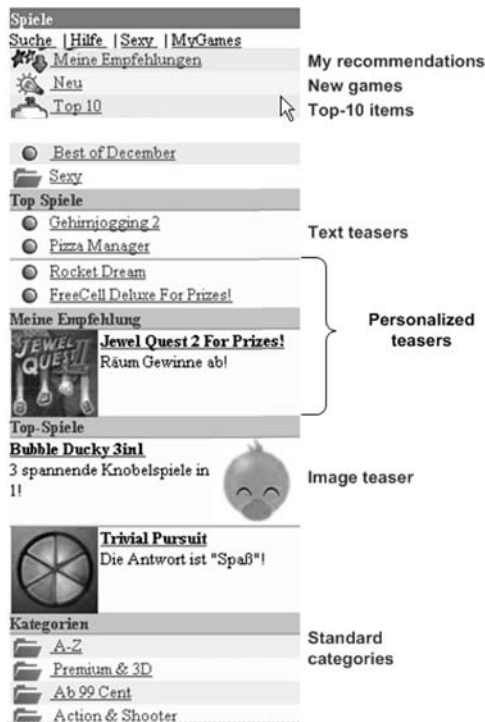 Spiele
Suche | Hilfe | Sexy | MyGames
Meine Empfehlungen
My recommendations
Neu
New games
Top 10
Top-10 items
Best of December
Sexy
Top Spiele
Gehirnjogging 2
Text teasers
Pizza Manager
Rocket Dream
FreeCell Deluxe For Prizes!
Meine Empfehlung
Personalized
teasers
JEWEL
QUEST II
Jewel Quest 2 For Prizes!
Räum Gewinne ab!
Top-Spiele
Bubble Ducky 3in1
3 spannende Knobelspiele in
1!
Image teaser
Trivial Pursuit
Die Antwort ist "Spaß"!
Kategorien
Standard
categories
A-Z
Premium & 3D
Ab 99 Cent
Action & Shooter